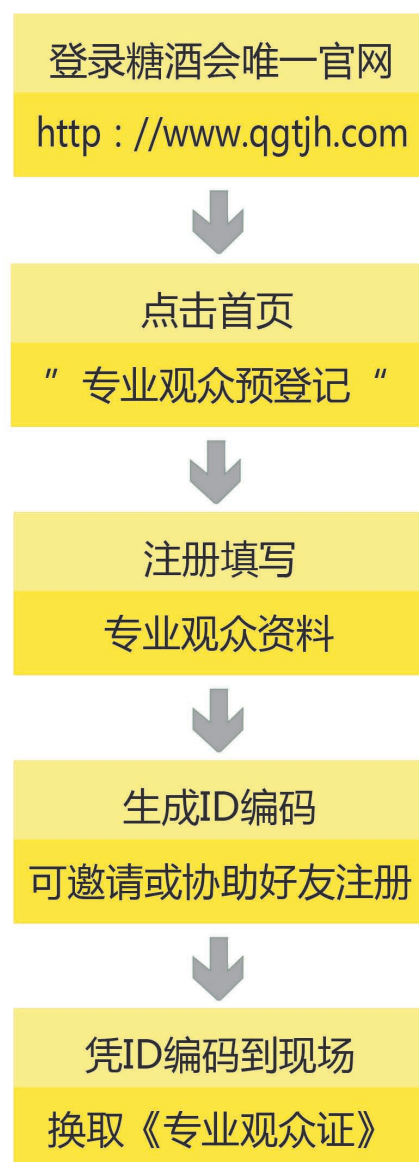 登录糖酒会唯一官网
http：//www.qgtjh.com
点击首页
”专业观众预登记“
注册填写
专业观众资料
生成ID编码
可邀请或协助好友注册
凭ID编码到现场
换取《专业观众证》